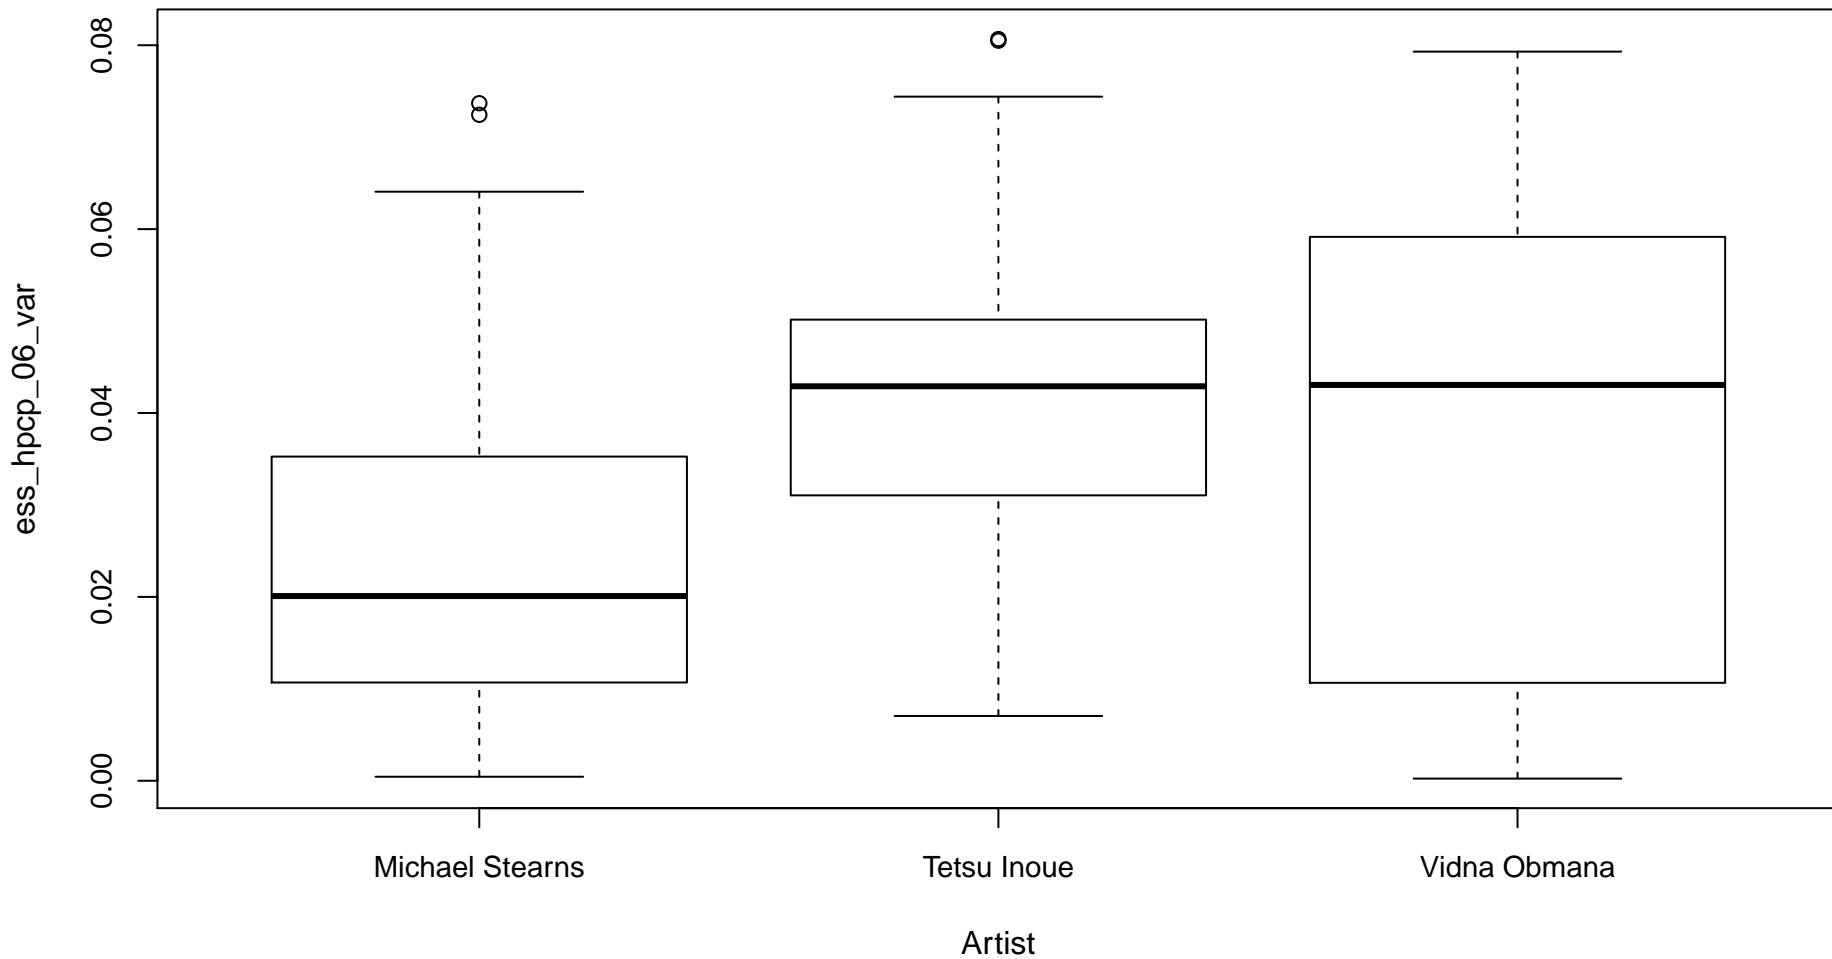 ess_hpcp_06_var
0.08
0.06
0.04
0.02
0.00
Michael Stearns
Tetsu Inoue
Vidna Obmana
Artist